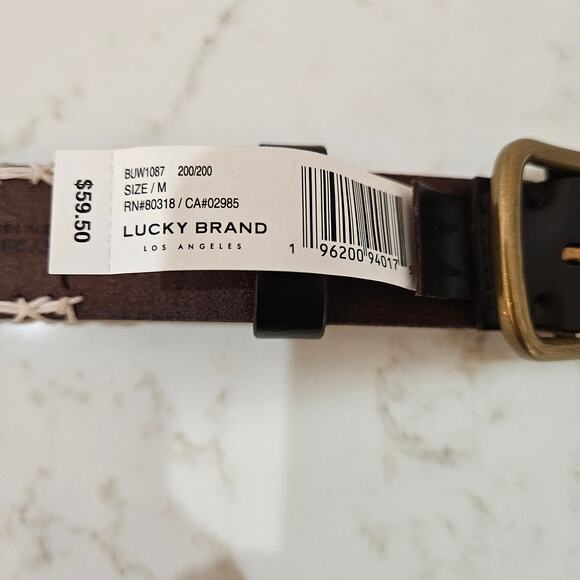 $59.50
BUW1087 200/200
SIZE / M
RN#80318 / CA#02985
LUCKY BRAND
LOS ANGELES
1 96200 94017